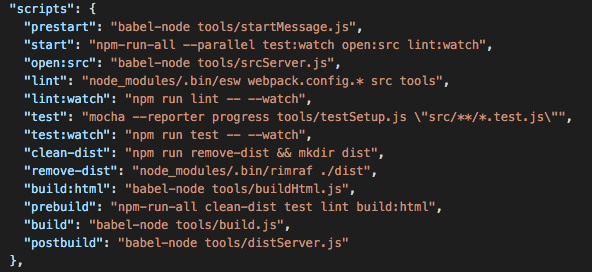 "scripts": {
"prestart": "babel-node tools/startMessage.js",
"start": "npm-run-all --parallel test:watch open:src lint:watch",
"open:src": "babel-node tools/srcServer.js",
"lint": "node_modules/.bin/esw webpack.config.* src tools",
"lint:watch": "npm run lint -- --watch",
"test": "mocha --reporter progress tools/testSetup.js \"src/**/*.test.js\"",
"test:watch": "npm run test -- --watch",
"clean-dist": "npm run remove-dist && mkdir dist",
"remove-dist": "node_modules/.bin/rimraf ./dist",
"build:html": "babel-node tools/buildHtml.js",
"prebuild": "npm-run-all clean-dist test lint build:html",
"build": "babel-node tools/build.js",
"postbuild": "babel-node tools/distServer.js"
},